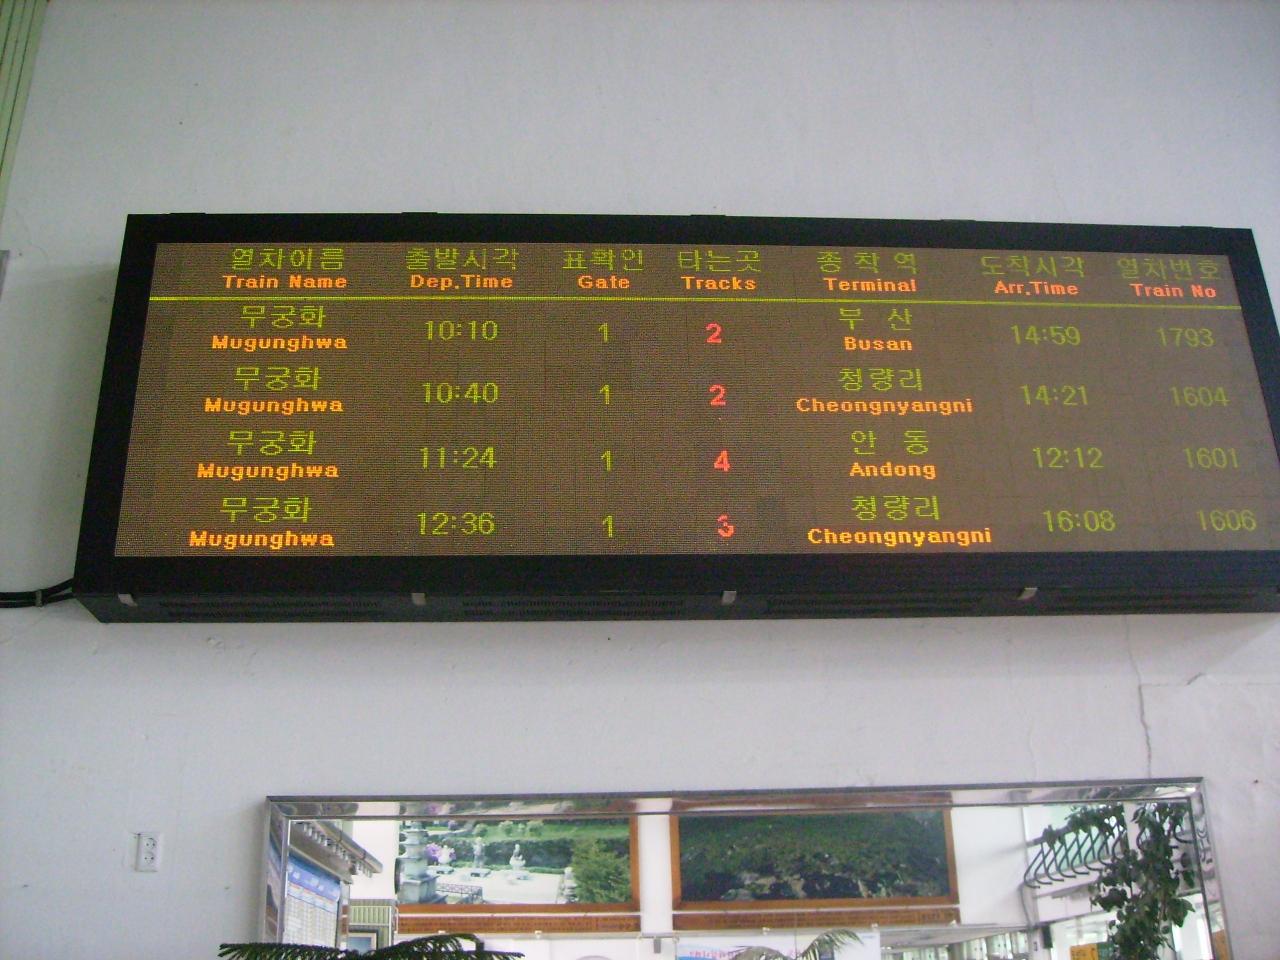 열차이름 출발시각 표확인 타는곳 종착역 도착시각 열차번호
Train Name Dep.Time Gate Tracks Terminal Arr.Time Train No
무궁화 10:10 1 2 부산 14:59 1793
Mugunghwa Busan
무궁화 10:40 1 2 청량리 14:21 1604
Mugunghwa Cheongnyangni
무궁화 11:24 1 4 안동 12:12 1601
Mugunghwa Andong
무궁화 12:36 1 3 청량리 16:08 1606
Mugunghwa Cheongnyangni